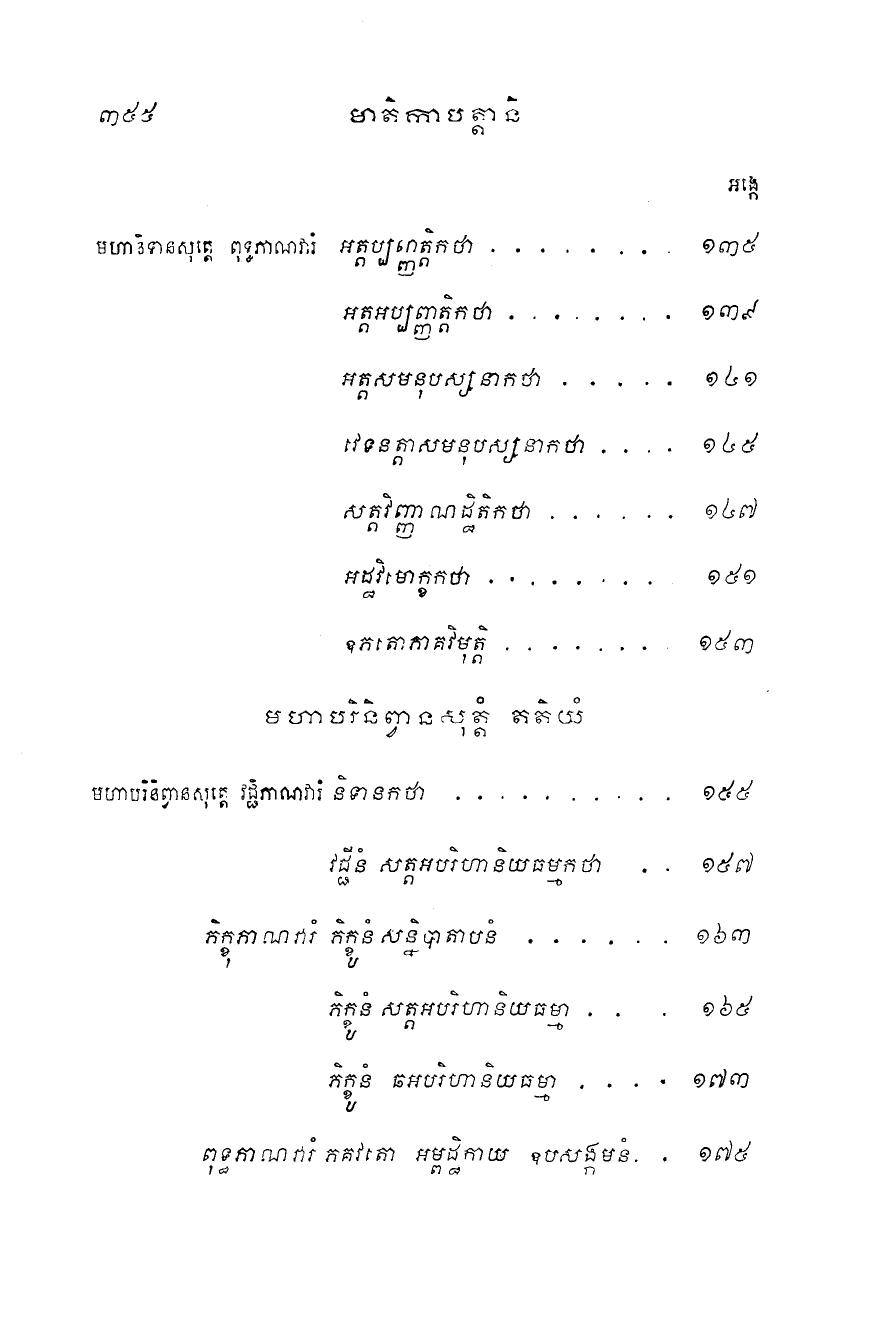 ៣៥៥ មាតិកាបត្តានិ
អង្កេ
មហានិទានសុត្តេ ពុទ្ធភាណវារំ អត្តប្បញ្ញត្តិកថា . . . . . . . . ១៣៥
អត្តអប្បញ្ញត្តិកថា . . . . . . . . ១៣៩
អត្តសមនុបស្សនាកថា . . . . . ១៤១
វេទនត្តាសមនុបស្សនាកថា . . . . ១៤៥
សត្តវិញ្ញាណដ្ឋិតិកថា . . . . . . ១៤៧
អដ្ឋវិមោក្ខកថា . . . . . . . . ១៥១
ឧភតោភាគវិមុត្តិ . . . . . . . . ១៥៣
មហាបរិនិព្វានសុត្តំ តតិយំ
មហាបរិនិព្វានសុត្តេ វជ្ជិភាណវារំ និទានកថា . . . . . . . . . . ១៥៥
វជ្ជីនំ សត្តអបរិហានិយធម្មកថា . . ១៥៧
ភិក្ខុភាណវារំ ភិក្ខូនំសន្និបាតាបនំ . . . . . . ១៦៣
ភិក្ខូនំ សត្តអបរិហានិយធម្មា . . . ១៦៥
ភិក្ខូនំ ឆអបរិហានិយធម្មា . . . . ១៧៣
ពុទ្ធភាណវារំ ភគវតោ អម្ពដ្ឋិកាយ ឧបសង្កមនំ. . ១៧៥